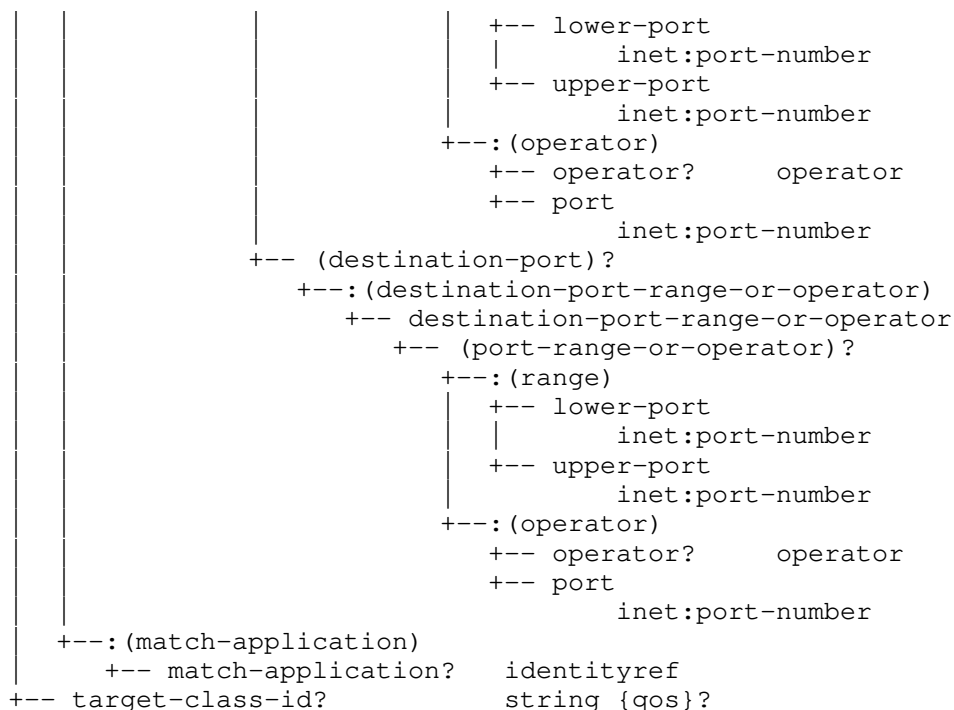 |  |           |           |  +-- lower-port
|  |           |           |  |       inet:port-number
|  |           |           |  +-- upper-port
|  |           |           |          inet:port-number
|  |           |           +--:(operator)
|  |           |              +-- operator?     operator
|  |           |              +-- port
|  |           |                      inet:port-number
|  |           +-- (destination-port)?
|  |              +--:(destination-port-range-or-operator)
|  |                 +-- destination-port-range-or-operator
|  |                    +-- (port-range-or-operator)?
|  |                       +--:(range)
|  |                       |  +-- lower-port
|  |                       |  |       inet:port-number
|  |                       |  +-- upper-port
|  |                       |          inet:port-number
|  |                       +--:(operator)
|  |                          +-- operator?     operator
|  |                          +-- port
|  |                                  inet:port-number
|  +--:(match-application)
|     +-- match-application?   identityref
+-- target-class-id?           string {qos}?